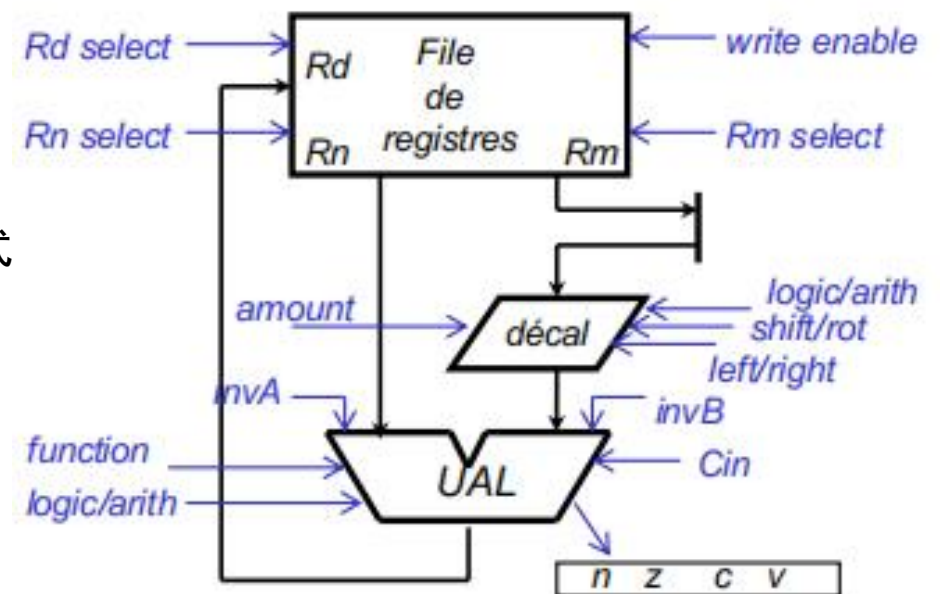 Rd select
File
write enable
Rd
de
Rn select
registres
Rm select
Rn
Rm
式
amount
décal
logic/arith
shift/rot
left/right
invA
invB
function
UAL
Cin
logic/arith
n z c v